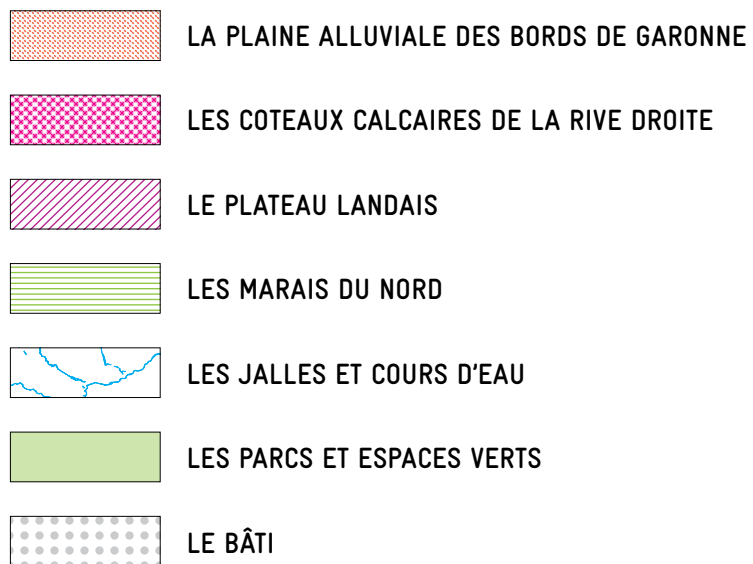 LA PLAINE ALLUVIALE DES BORDS DE GARONNE
LES COTEAUX CALCAIRES DE LA RIVE DROITE
LE PLATEAU LANDAIS
LES MARAIS DU NORD
LES JALLES ET COURS D'EAU
LES PARCS ET ESPACES VERTS
LE BÂTI